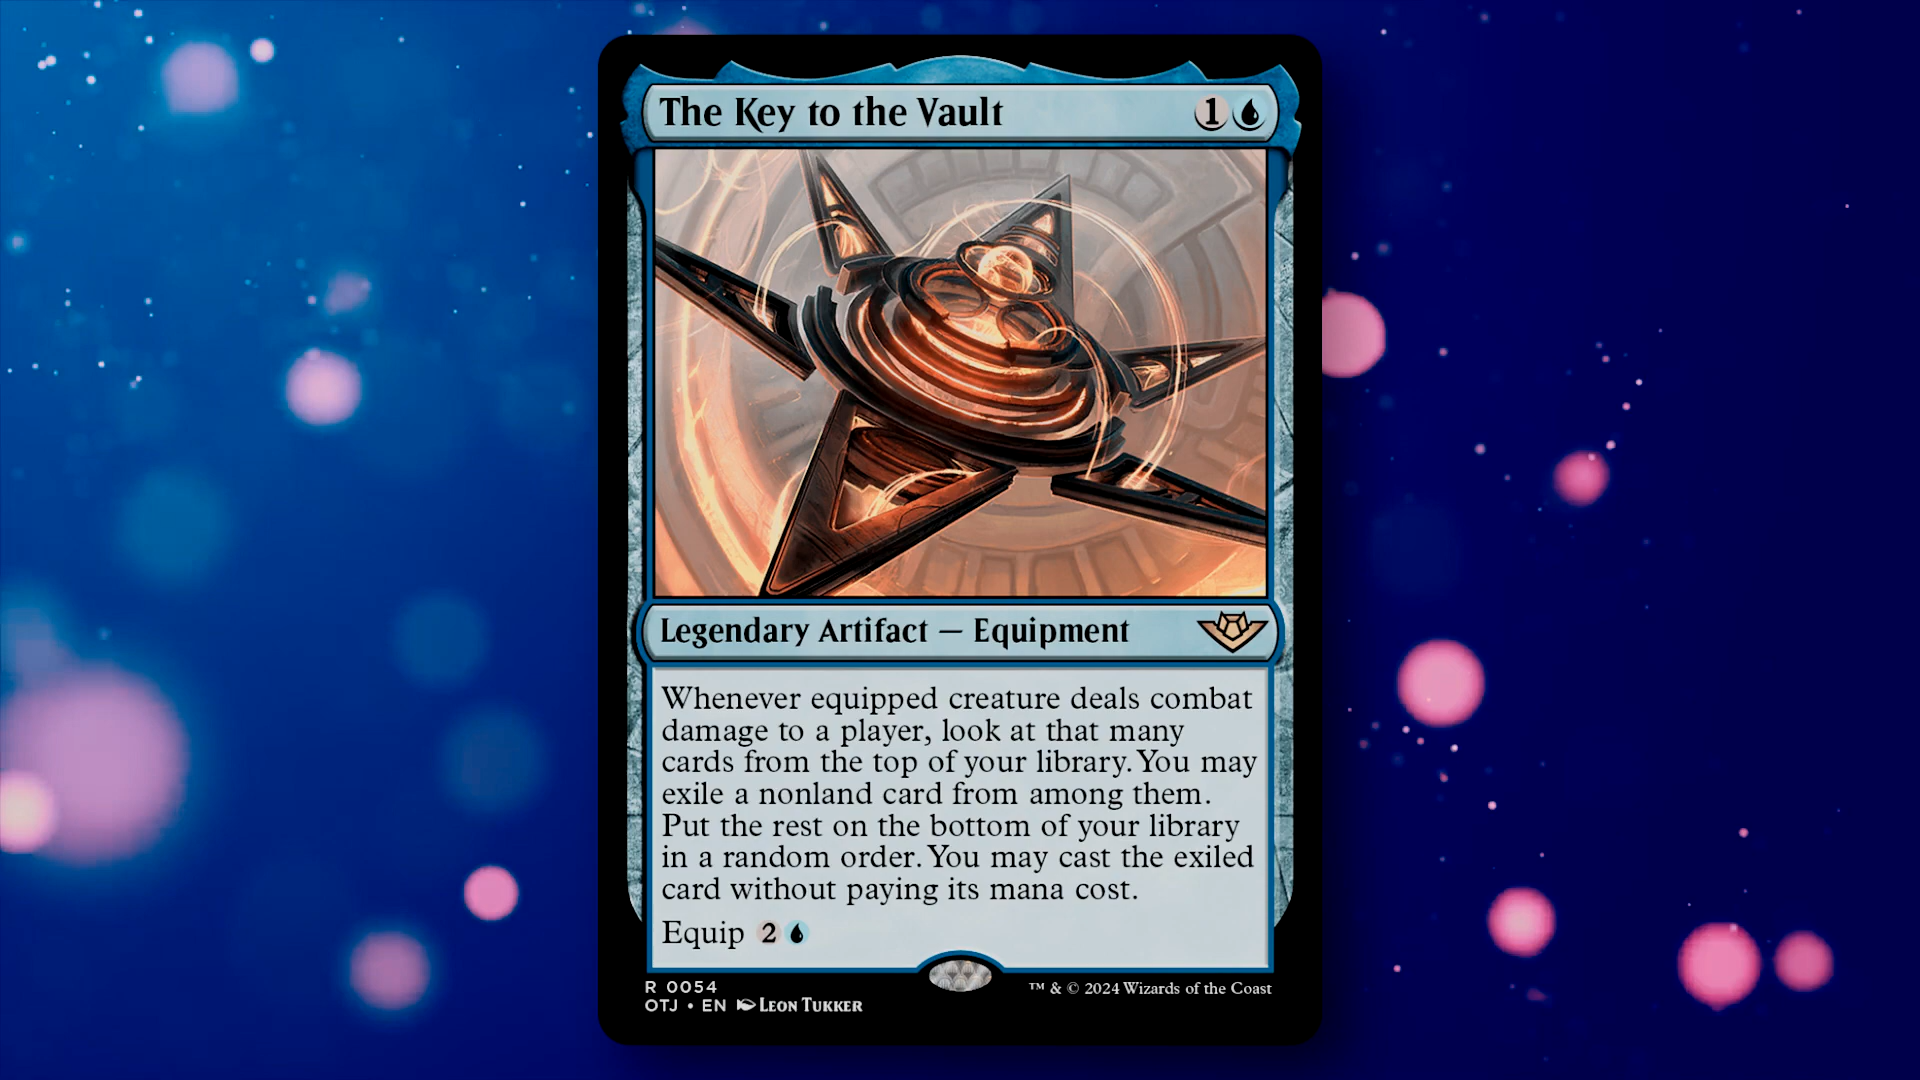 The Key to the Vault 1
Legendary Artifact — Equipment
Whenever equipped creature deals combat
damage to a player, look at that many
cards from the top of your library. You may
exile a nonland card from among them.
Put the rest on the bottom of your library
in a random order. You may cast the exiled
card without paying its mana cost.
Equip 2
R 0054
™ & © 2024 Wizards of the Coast
OTJ • EN Leon Tukker